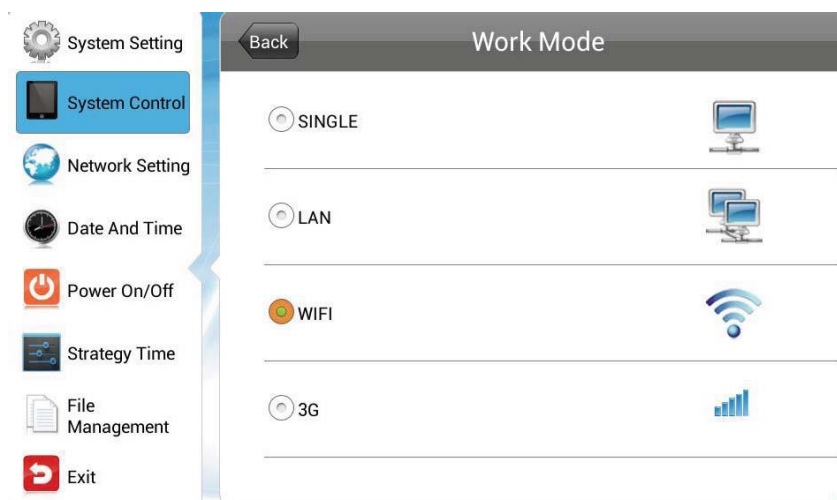 System Setting
System Control
Network Setting
Date And Time
Power On/Off
Strategy Time
File
Management
Exit
Back
Work Mode
SINGLE
LAN
WIFI
3G